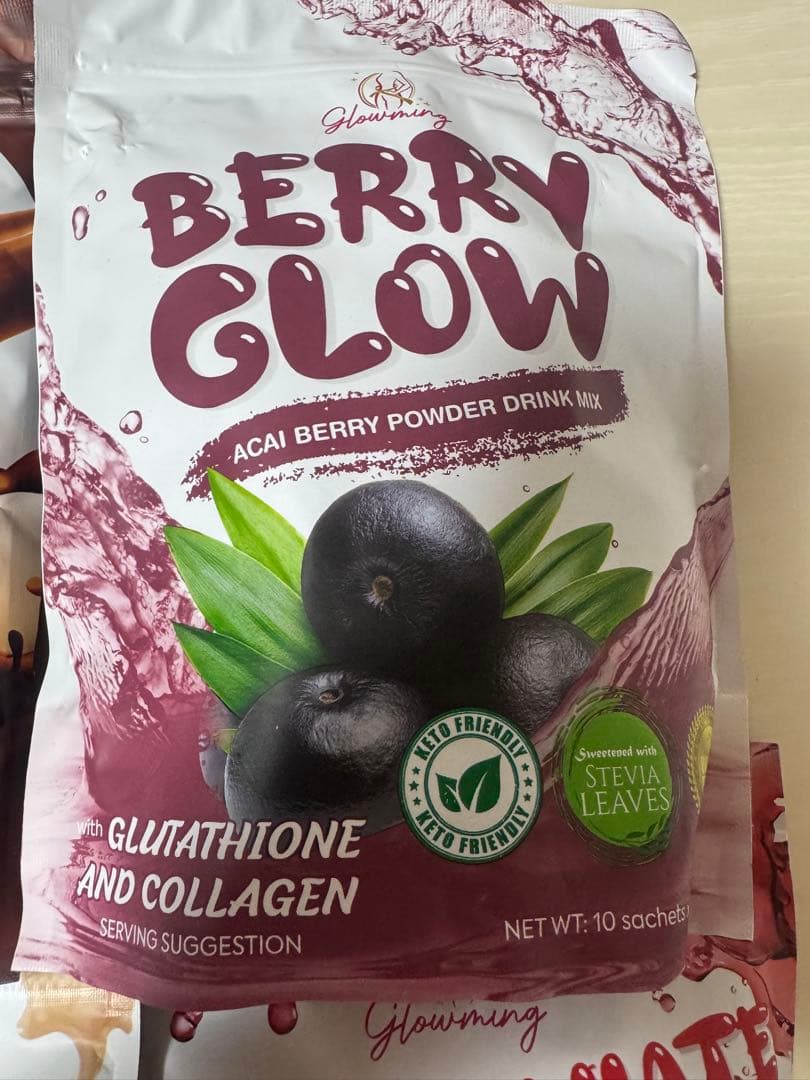 Glowming
BERRY
GLOW
ACAI BERRY POWDER DRINK MIX
KETO FRIENDLY
KETO FRIENDLY
Sweetened with
STEVIA
LEAVES
with GLUTATHIONE
AND COLLAGEN
SERVING SUGGESTION
NET WT: 10 sachets
Glowming